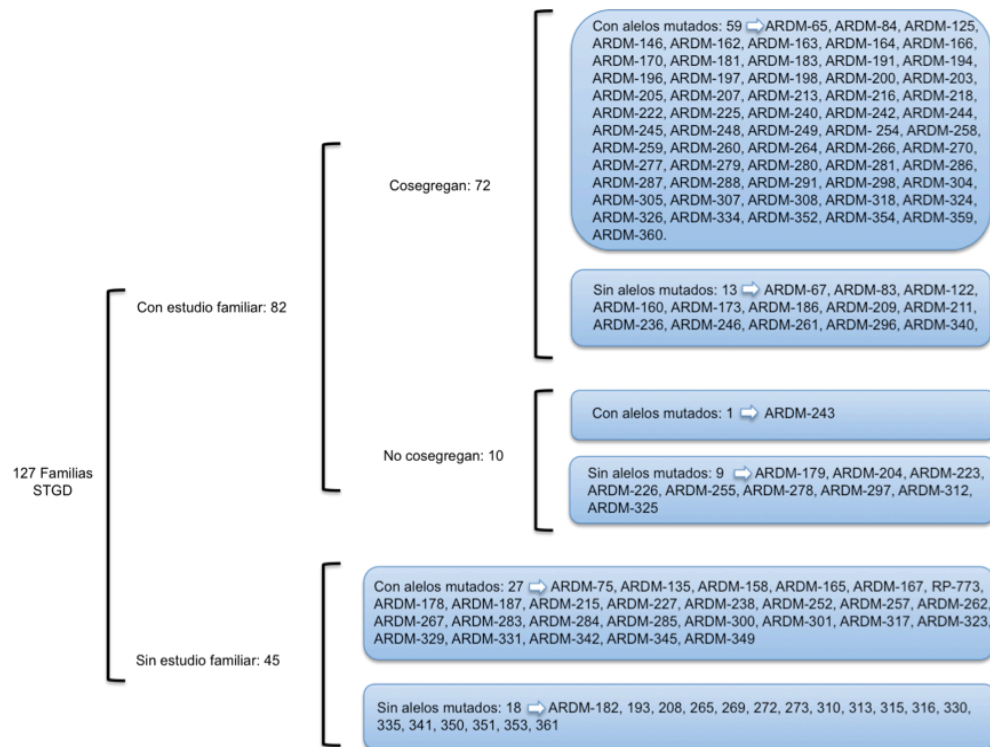 Con alelos mutados: 59 ⇨ ARDM-65, ARDM-84, ARDM-125,
ARDM-146, ARDM-162, ARDM-163, ARDM-164, ARDM-166,
ARDM-170, ARDM-181, ARDM-183, ARDM-191, ARDM-194,
ARDM-196, ARDM-197, ARDM-198, ARDM-200, ARDM-203,
ARDM-205, ARDM-207, ARDM-213, ARDM-216, ARDM-218,
ARDM-222, ARDM-225, ARDM-240, ARDM-242, ARDM-244,
ARDM-245, ARDM-248, ARDM-249, ARDM- 254, ARDM-258,
ARDM-259, ARDM-260, ARDM-264, ARDM-266, ARDM-270,
ARDM-277, ARDM-279, ARDM-280, ARDM-281, ARDM-286,
ARDM-287, ARDM-288, ARDM-291, ARDM-298, ARDM-304,
ARDM-305, ARDM-307, ARDM-308, ARDM-318, ARDM-324,
ARDM-326, ARDM-334, ARDM-352, ARDM-354, ARDM-359,
ARDM-360.
Cosegregan: 72
Sin alelos mutados: 13 ⇨ ARDM-67, ARDM-83, ARDM-122,
ARDM-160, ARDM-173, ARDM-186, ARDM-209, ARDM-211,
ARDM-236, ARDM-246, ARDM-261, ARDM-296, ARDM-340,
Con estudio familiar: 82
Con alelos mutados: 1 ⇨ ARDM-243
No cosegregan: 10
Sin alelos mutados: 9 ⇨ ARDM-179, ARDM-204, ARDM-223,
ARDM-226, ARDM-255, ARDM-278, ARDM-297, ARDM-312,
ARDM-325
127 Familias
STGD
Con alelos mutados: 27 ⇨ ARDM-75, ARDM-135, ARDM-158, ARDM-165, ARDM-167, RP-773,
ARDM-178, ARDM-187, ARDM-215, ARDM-227, ARDM-238, ARDM-252, ARDM-257, ARDM-262,
ARDM-267, ARDM-283, ARDM-284, ARDM-285, ARDM-300, ARDM-301, ARDM-317, ARDM-323,
ARDM-329, ARDM-331, ARDM-342, ARDM-345, ARDM-349
Sin estudio familiar: 45
Sin alelos mutados: 18 ⇨ ARDM-182, 193, 208, 265, 269, 272, 273, 310, 313, 315, 316, 330,
335, 341, 350, 351, 353, 361